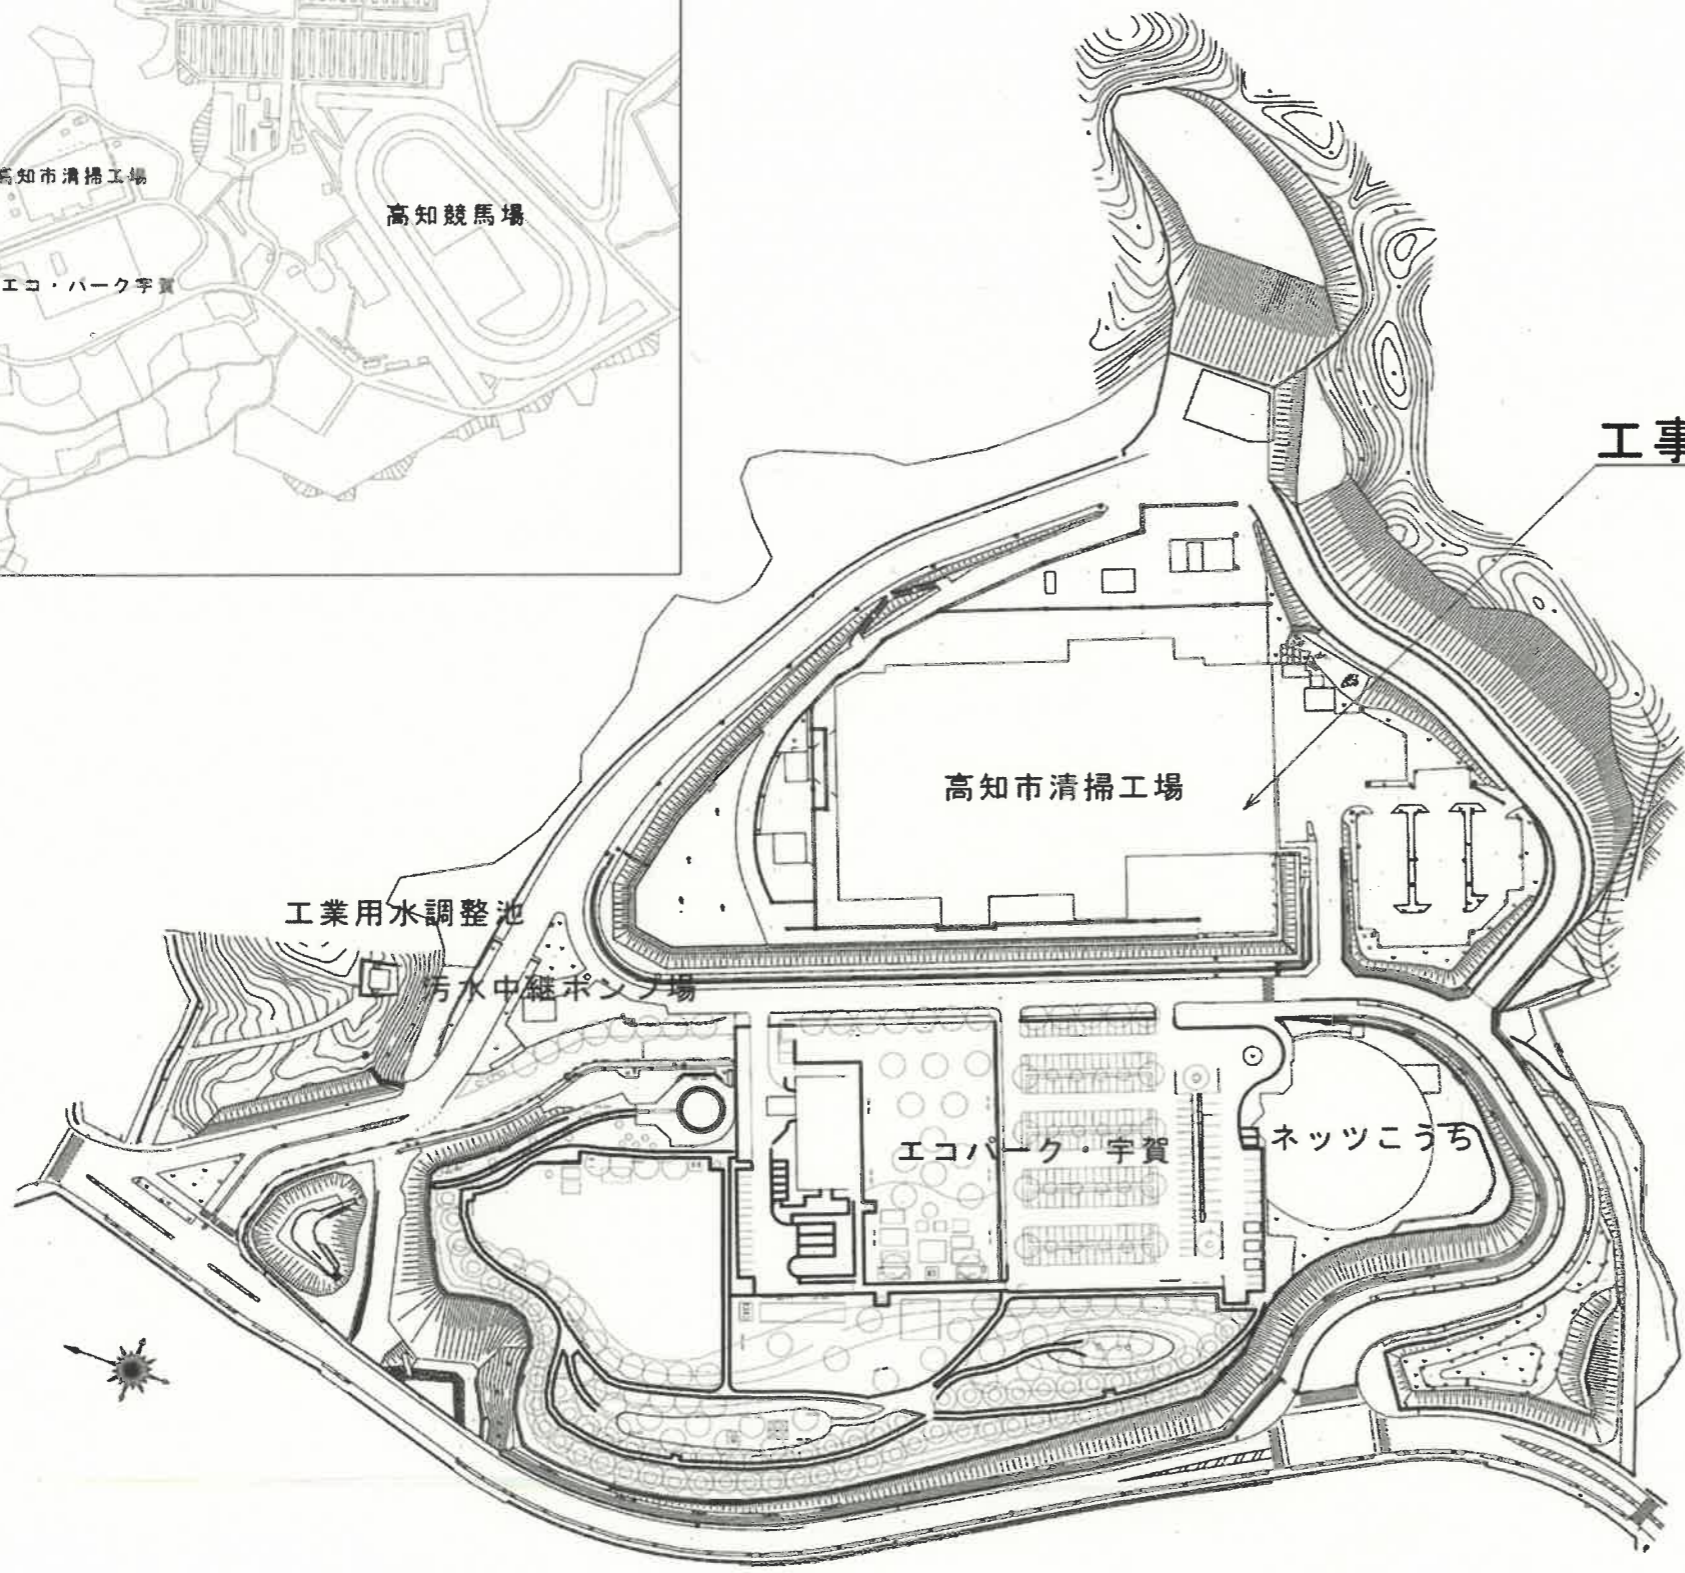 高知市清掃工場
高知競馬場
エコ・パーク宇賀
工事
高知市清掃工場
工業用水調整池
汚水中継ポンプ場
エコパーク・宇賀
ヨネッツこうち